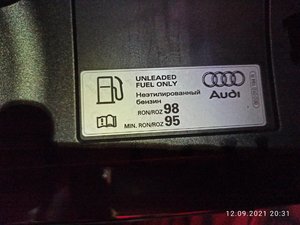 UNLEADED
FUEL ONLY
Неэтилированный
бензин
RON/ROZ 98
MIN. RON/ROZ 95
Audi
12.09.2021 20:31